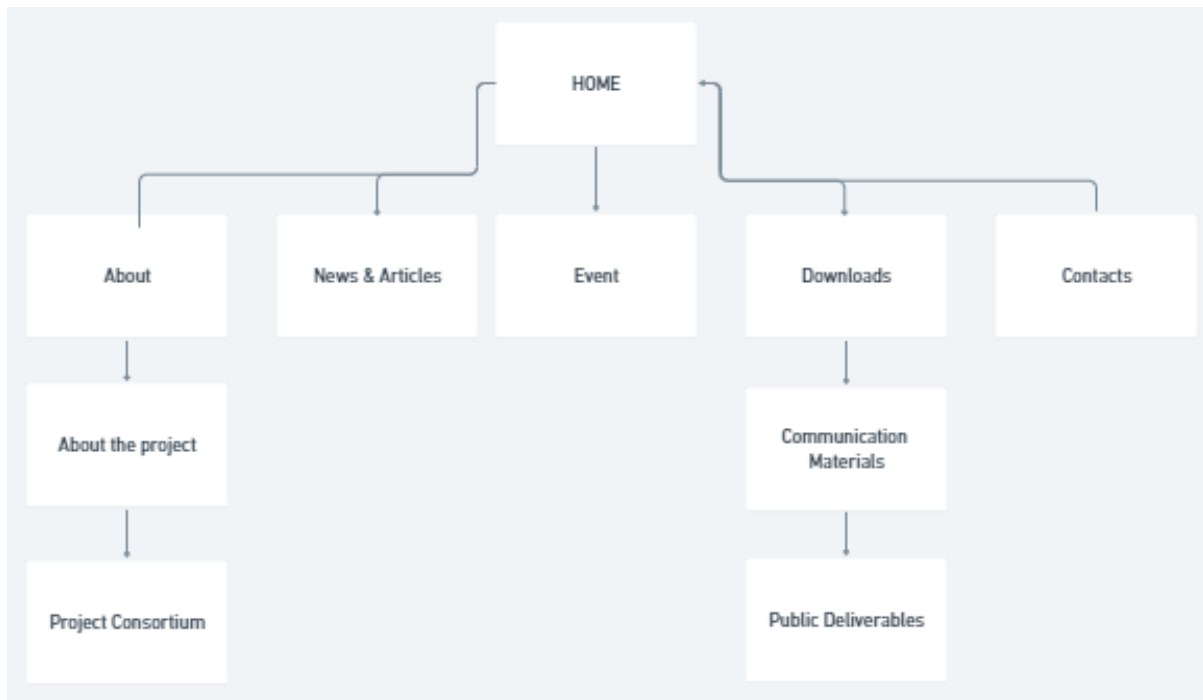 HOME
About
News & Articles
Event
Downloads
Contacts
About the project
Communication
Materials
Project Consortium
Public Deliverables